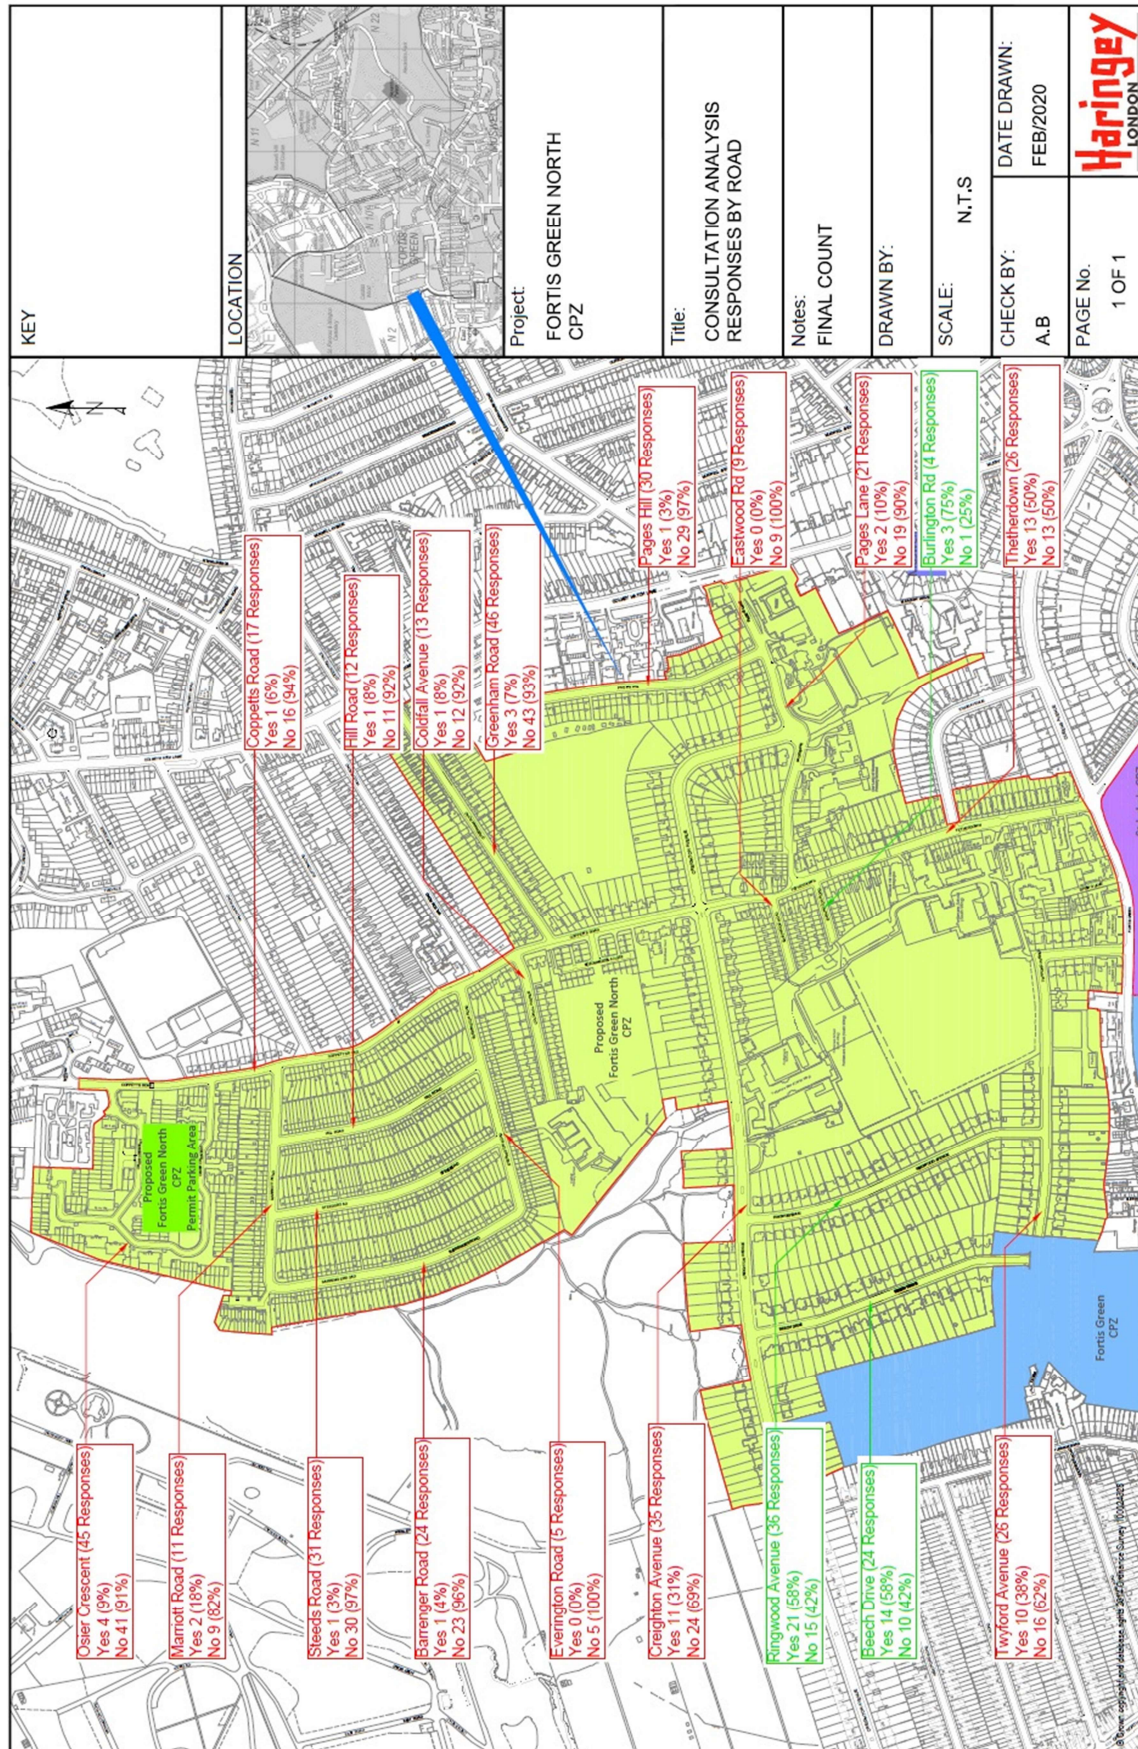 KEY
LOCATION
N 22
N 11
N 10
N 2
FORTIS
GREEN
Project:
FORTIS GREEN NORTH
CPZ
Title:
CONSULTATION ANALYSIS
RESPONSES BY ROAD
Notes:
FINAL COUNT
DRAWN BY:
SCALE:
N.T.S
CHECK BY:
A.B
DATE DRAWN:
FEB/2020
PAGE No.
1 OF 1
Haringey
LONDON
N
Coppetts Road (17 Responses)
Yes 1 (6%)
No 16 (94%)
Hill Road (12 Responses)
Yes 1 (8%)
No 11 (92%)
Coldfall Avenue (13 Responses)
Yes 1 (8%)
No 12 (92%)
Greenham Road (46 Responses)
Yes 3 (7%)
No 43 (93%)
Pages Hill (30 Responses)
Yes 1 (3%)
No 29 (97%)
Eastwood Rd (9 Responses)
Yes 0 (0%)
No 9 (100%)
Pages Lane (21 Responses)
Yes 2 (10%)
No 19 (90%)
Burlington Rd (4 Responses)
Yes 3 (75%)
No 1 (25%)
Thetherdown (26 Responses)
Yes 13 (50%)
No 13 (50%)
Proposed
Fortis Green North
CPZ
Permit Parking Area
Proposed
Fortis Green North
CPZ
Fortis Green
CPZ
Osier Crescent (45 Responses)
Yes 4 (9%)
No 41 (91%)
Marriott Road (11 Responses)
Yes 2 (18%)
No 9 (82%)
Steeds Road (31 Responses)
Yes 1 (3%)
No 30 (97%)
Barrenger Road (24 Responses)
Yes 1 (4%)
No 23 (96%)
Everington Road (5 Responses)
Yes 0 (0%)
No 5 (100%)
Creighton Avenue (35 Responses)
Yes 11 (31%)
No 24 (69%)
Ringwood Avenue (36 Responses)
Yes 21 (58%)
No 15 (42%)
Beech Drive (24 Responses)
Yes 14 (58%)
No 10 (42%)
Twyford Avenue (26 Responses)
Yes 10 (38%)
No 16 (62%)